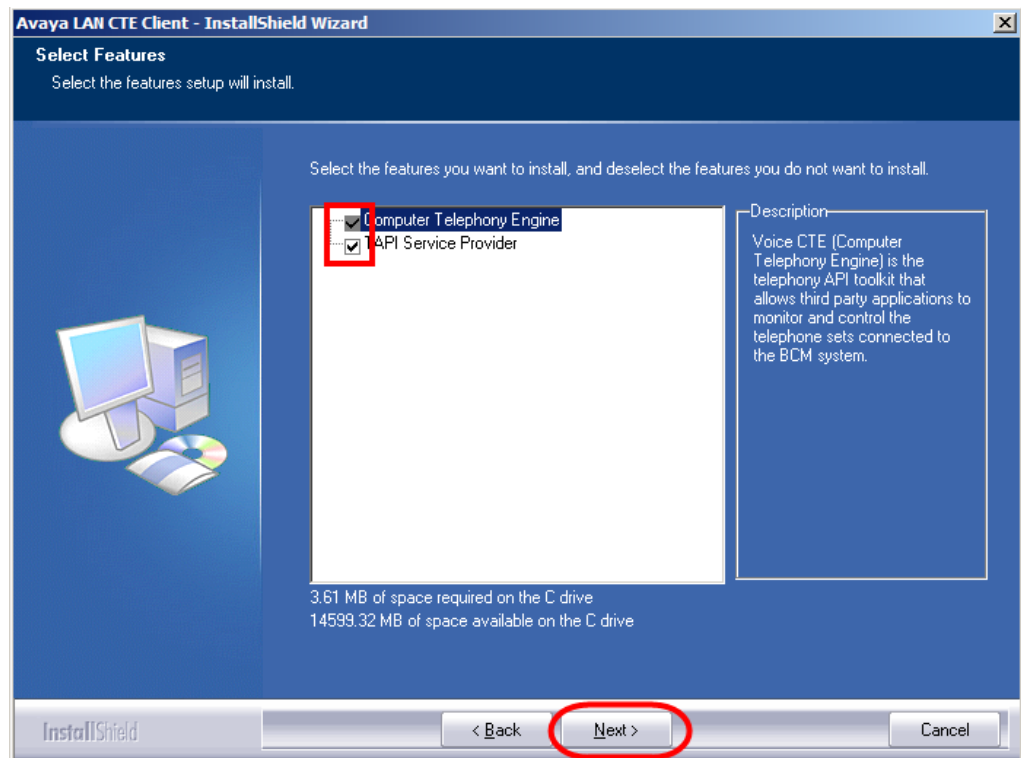 Avaya LAN CTE Client - InstallShield Wizard
Select Features
Select the features setup will install.
Select the features you want to install, and deselect the features you do not want to install.
Computer Telephony Engine
TAPI Service Provider
Description
Voice CTE (Computer
Telephony Engine) is the
telephony API toolkit that
allows third party applications to
monitor and control the
telephone sets connected to
the BCM system.
3.61 MB of space required on the C drive
14599.32 MB of space available on the C drive
InstallShield
< Back
Next >
Cancel